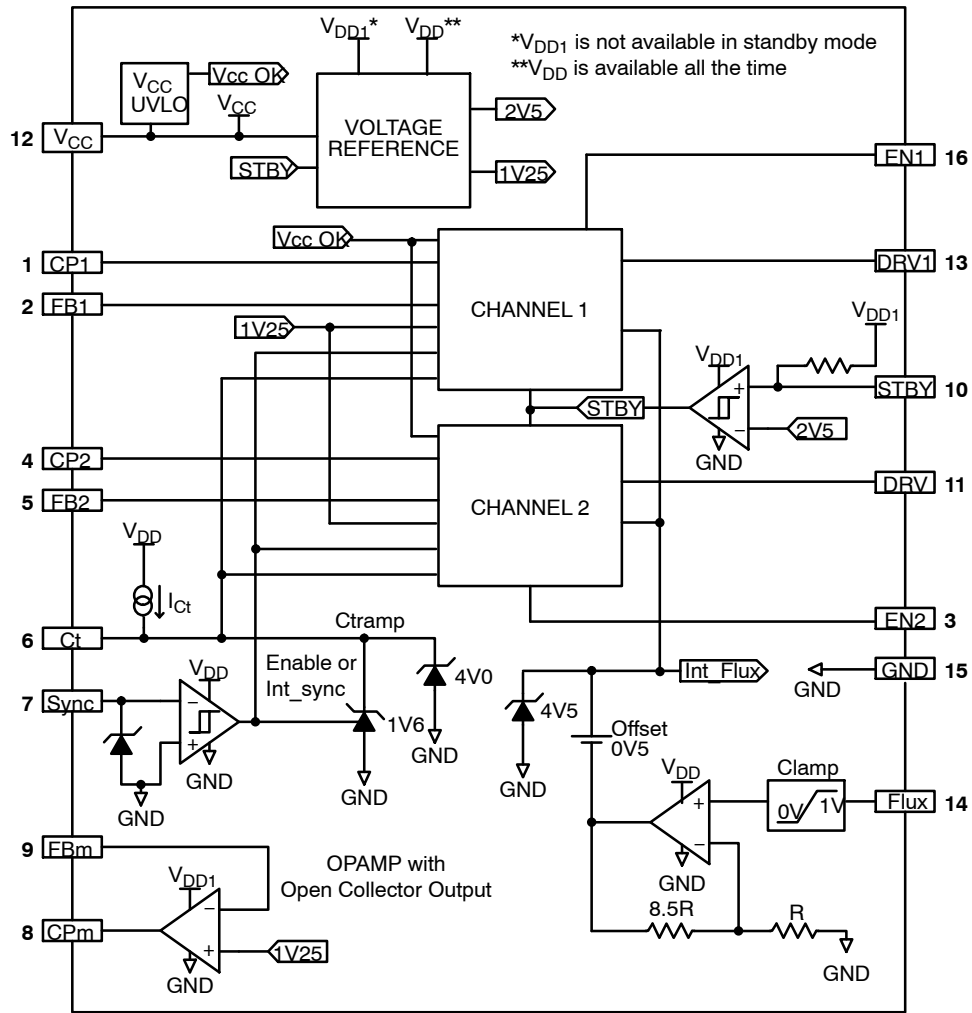 VDD1*
VDD**
*VDD1 is not available in standby mode
**VDD is available all the time
VCC
UVLO
Vcc OK
VCC
12 VCC
VOLTAGE
REFERENCE
2V5
STBY
1V25
EN1 16
Vcc OK
1 CP1
DRV1 13
2 FB1
CHANNEL 1
1V25
VDD1
VDD1
+
STBY 10
STBY
−
2V5
GND
4 CP2
5 FB2
CHANNEL 2
DRV 11
VDD
ICt
Ctramp
EN2 3
6 Ct
Enable or
Int_sync
4V0
GND
GND 15
Int_Flux
7 Sync
VDD
−
+
1V6
GND
4V5
Offset
0V5
GND
GND
GND
GND
VDD
Clamp
+
0V
1V
Flux 14
−
GND
9 FBm
OPAMP with
Open Collector Output
VDD1
−
8 CPm
+
1V25
GND
8.5R
R
GND